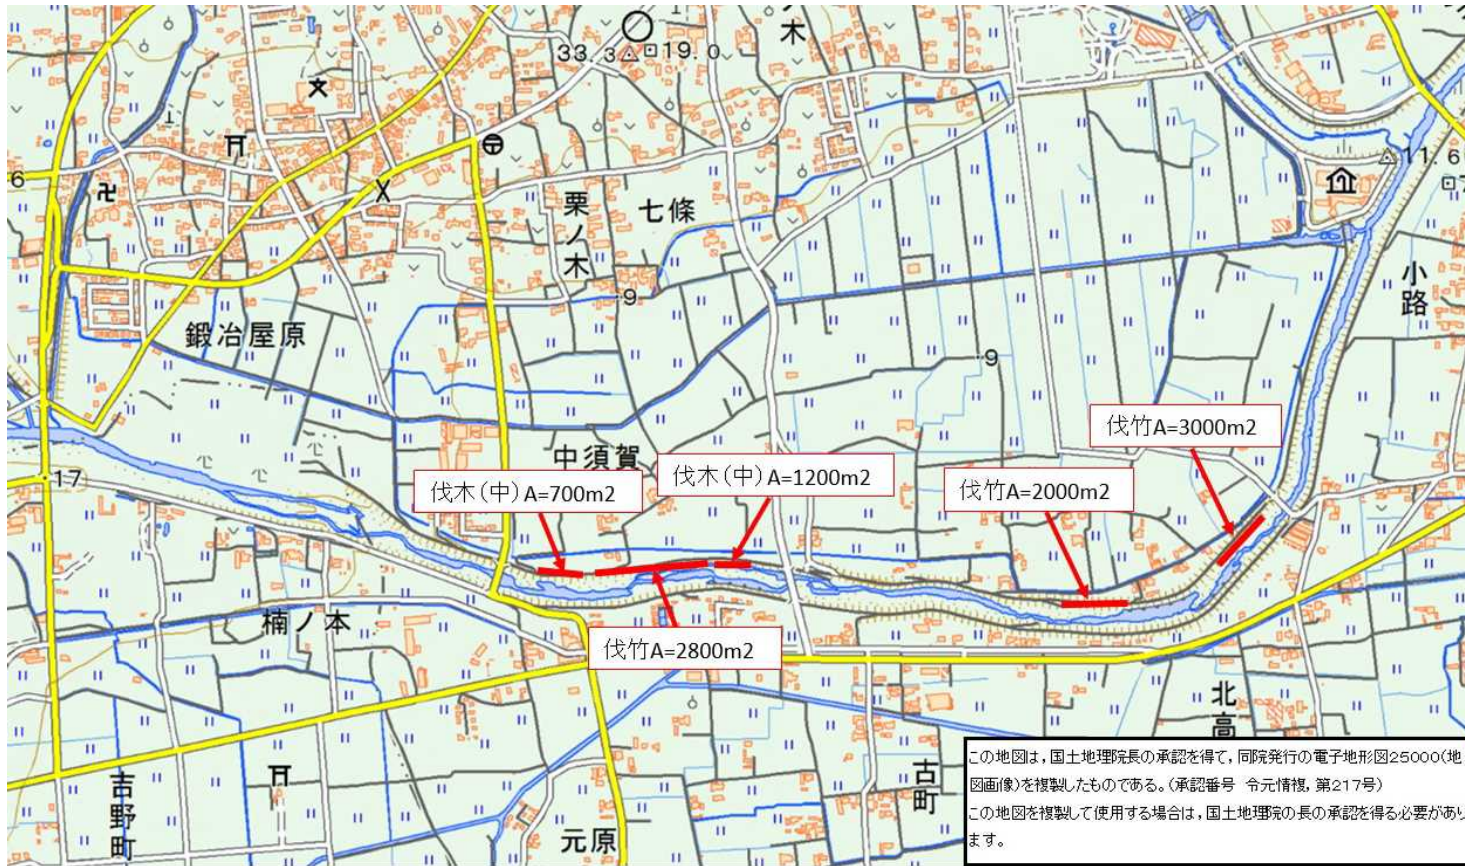 木
33.3
19.0
6
栗ノ木
七條
11.6
小路
9
鍛冶屋原
9
伐竹A=3000m2
中須賀
伐木(中)A=1200m2
伐木(中)A=700m2
伐竹A=2000m2
17
楠ノ本
伐竹A=2800m2
北高
吉野町
古町
元原
この地図は,国土地理院長の承認を得て,同院発行の電子地形図25000(地
図画像)を複製したものである。(承認番号 令元情複,第217号)
この地図を複製して使用する場合は,国土地理院の長の承認を得る必要があり
ます。